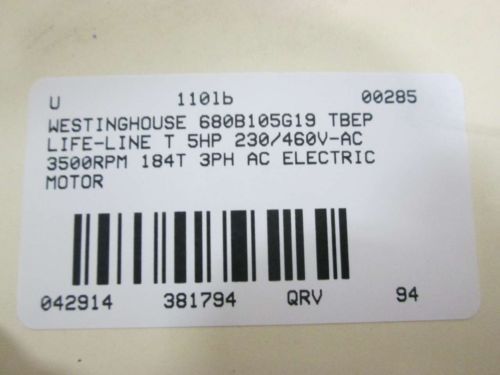 U 110lb 00285
WESTINGHOUSE 680B105G19 TBEP
LIFE-LINE T 5HP 230/460V-AC
3500RPM 184T 3PH AC ELECTRIC
MOTOR
042914 381794 QRV 94